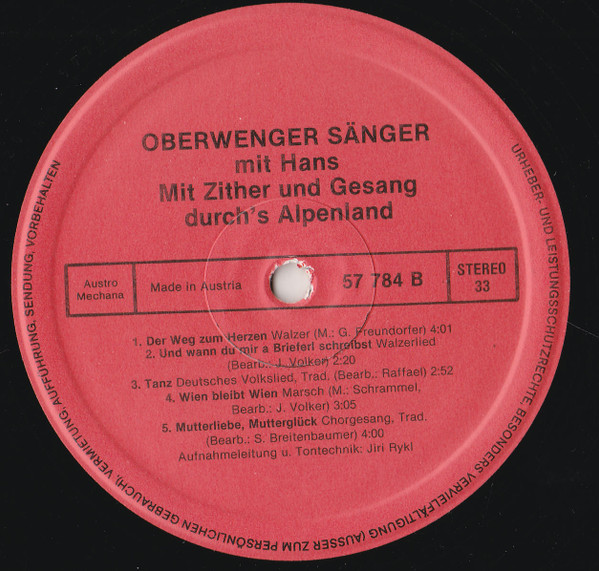 OBERWENGER SÄNGER
mit Hans
Mit Zither und Gesang
durch's Alpenland
Austro
Mechana
Made in Austria
57 784 B
STEREO
33
1. Der Weg zum Herzen Walzer (M.: G. Freundorfer) 4:01
2. Und wann du mir a Brieferl schreibst Walzerlied
(Bearb.: J. Volker) 2:20
3. Tanz Deutsches Volkslied, Trad. (Bearb.: Raffael) 2:52
4. Wien bleibt Wien Marsch (M.: Schrammel,
Bearb.: J. Volker) 3:05
5. Mutterliebe, Mutterglück Chorgesang, Trad.
(Bearb.: S. Breitenbaumer) 4:00
Aufnahmeleitung u. Tontechnik: Jiri Rykl
URHEBER- UND LEISTUNGSSCHUTZRECHTE, BESONDERS VERVIELFÄLTIGUNG (AUSSER ZUM PERSÖNLICHEN GEBRAUCH), VERMIETUNG, AUFFÜHRUNG, SENDUNG, VORBEHALTEN